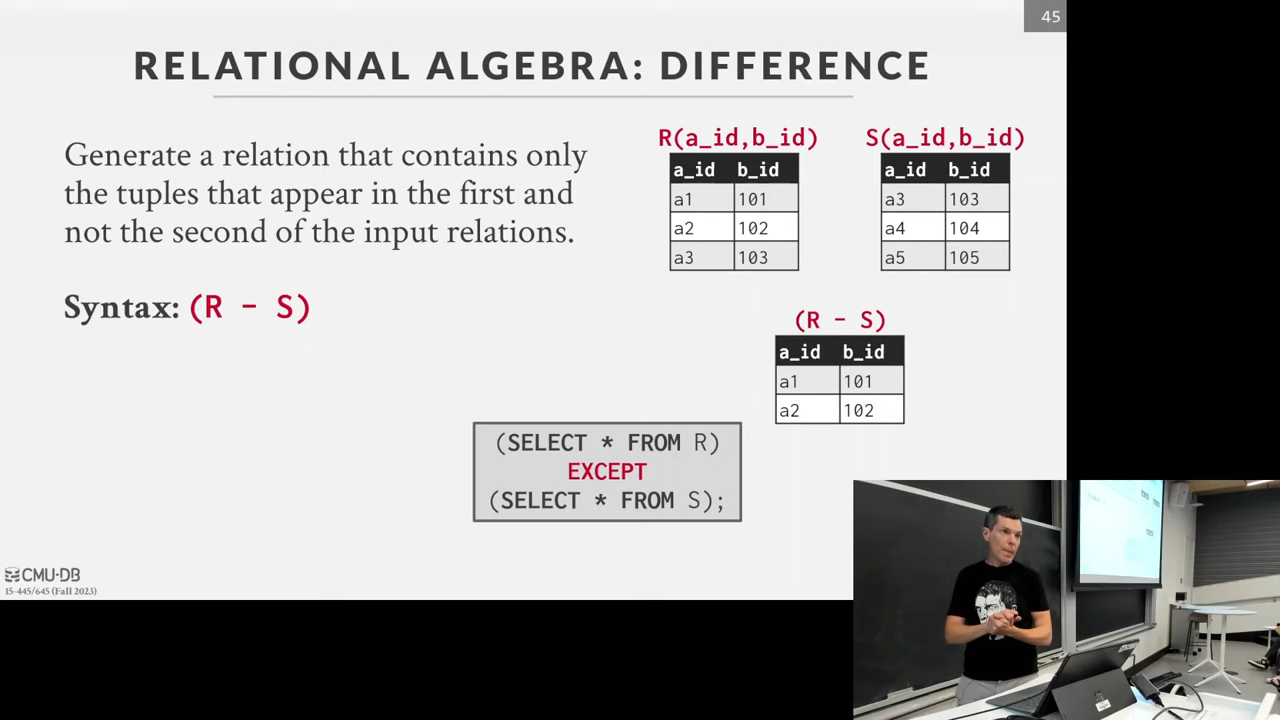 45
RELATIONAL ALGEBRA: DIFFERENCE
Generate a relation that contains only
the tuples that appear in the first and
not the second of the input relations.
Syntax: (R - S)
R(a_id,b_id)
a_id b_id
a1 101
a2 102
a3 103
S(a_id,b_id)
a_id b_id
a3 103
a4 104
a5 105
(R - S)
a_id b_id
a1 101
a2 102
(SELECT * FROM R)
EXCEPT
(SELECT * FROM S);
CMU·DB
15-445/645 (Fall 2023)